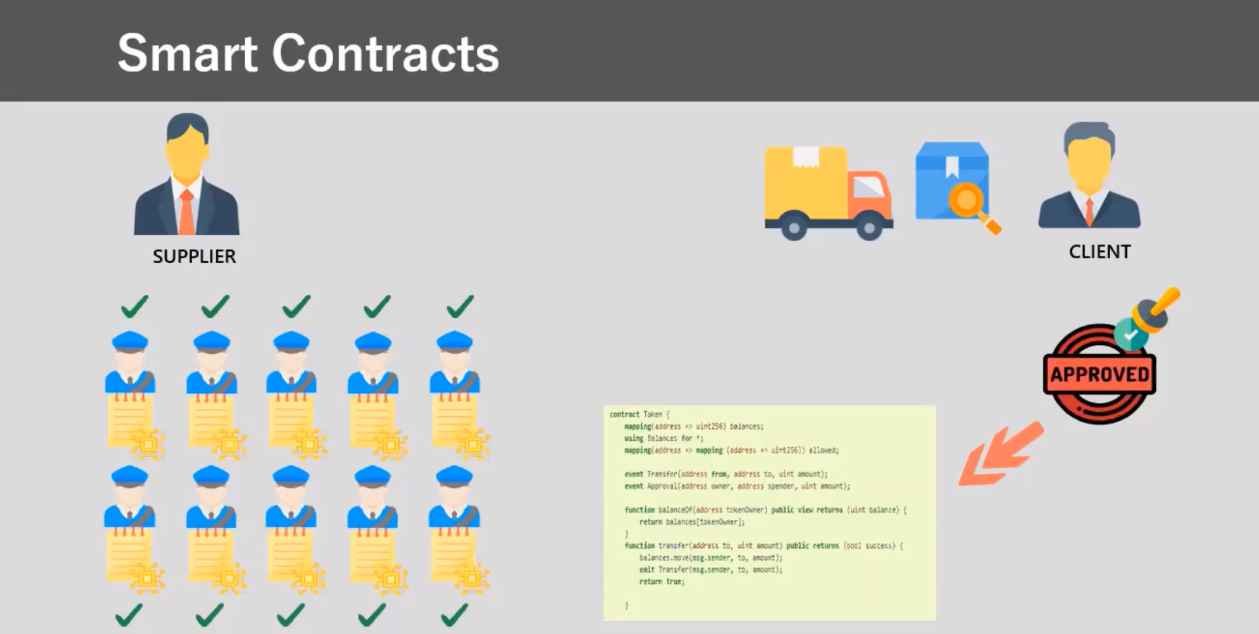 Smart Contracts
SUPPLIER
CLIENT
APPROVED
contract Token {
mapping(address => uint256) balances;
using Balances for *;
mapping(address => mapping (address => uint256)) allowed;
event Transfer(address from, address to, uint amount);
event Approval(address owner, address spender, uint amount);
function balanceOf(address tokenOwner) public view returns (uint balance) {
return balances[tokenOwner];
}
function transfer(address to, uint amount) public returns (bool success) {
balances.move(msg.sender, to, amount);
emit Transfer(msg.sender, to, amount);
return true;
}